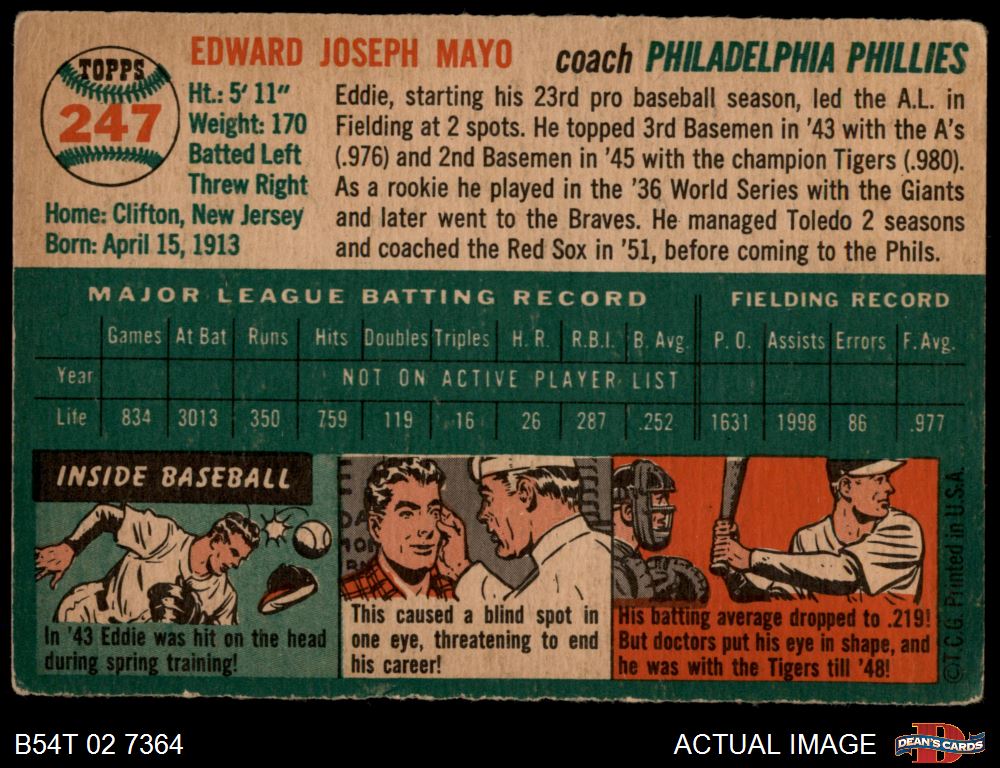 TOPPS
247
EDWARD JOSEPH MAYO
coach PHILADELPHIA PHILLIES
Ht.: 5' 11"
Weight: 170
Batted Left
Threw Right
Home: Clifton, New Jersey
Born: April 15, 1913
Eddie, starting his 23rd pro baseball season, led the A.L. in
Fielding at 2 spots. He topped 3rd Basemen in '43 with the A's
(.976) and 2nd Basemen in '45 with the champion Tigers (.980).
As a rookie he played in the '36 World Series with the Giants
and later went to the Braves. He managed Toledo 2 seasons
and coached the Red Sox in '51, before coming to the Phils.
MAJOR LEAGUE BATTING RECORD FIELDING RECORD
Games At Bat Runs Hits Doubles Triples H. R. R.B.I. B. Avg. P. O. Assists Errors F. Avg.
Year NOT ON ACTIVE PLAYER LIST
Life 834 3013 350 759 119 16 26 287 .252 1631 1998 86 .977
INSIDE BASEBALL
In '43 Eddie was hit on the head
during spring training!
This caused a blind spot in
one eye, threatening to end
his career!
His batting average dropped to .219!
But doctors put his eye in shape, and
he was with the Tigers till '48!
©T.C.G. Printed in U.S.A.
B54T 02 7364
ACTUAL IMAGE
DEAN'S CARDS